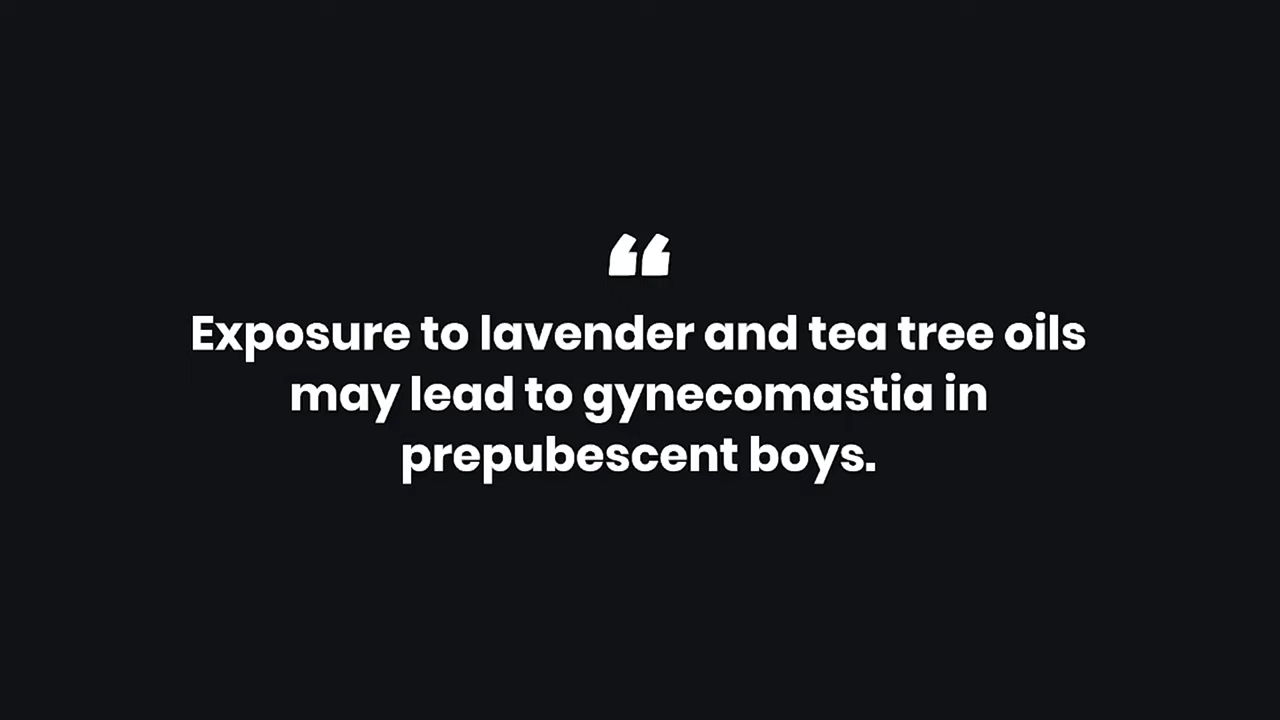 “
Exposure to lavender and tea tree oils
may lead to gynecomastia in
prepubescent boys.